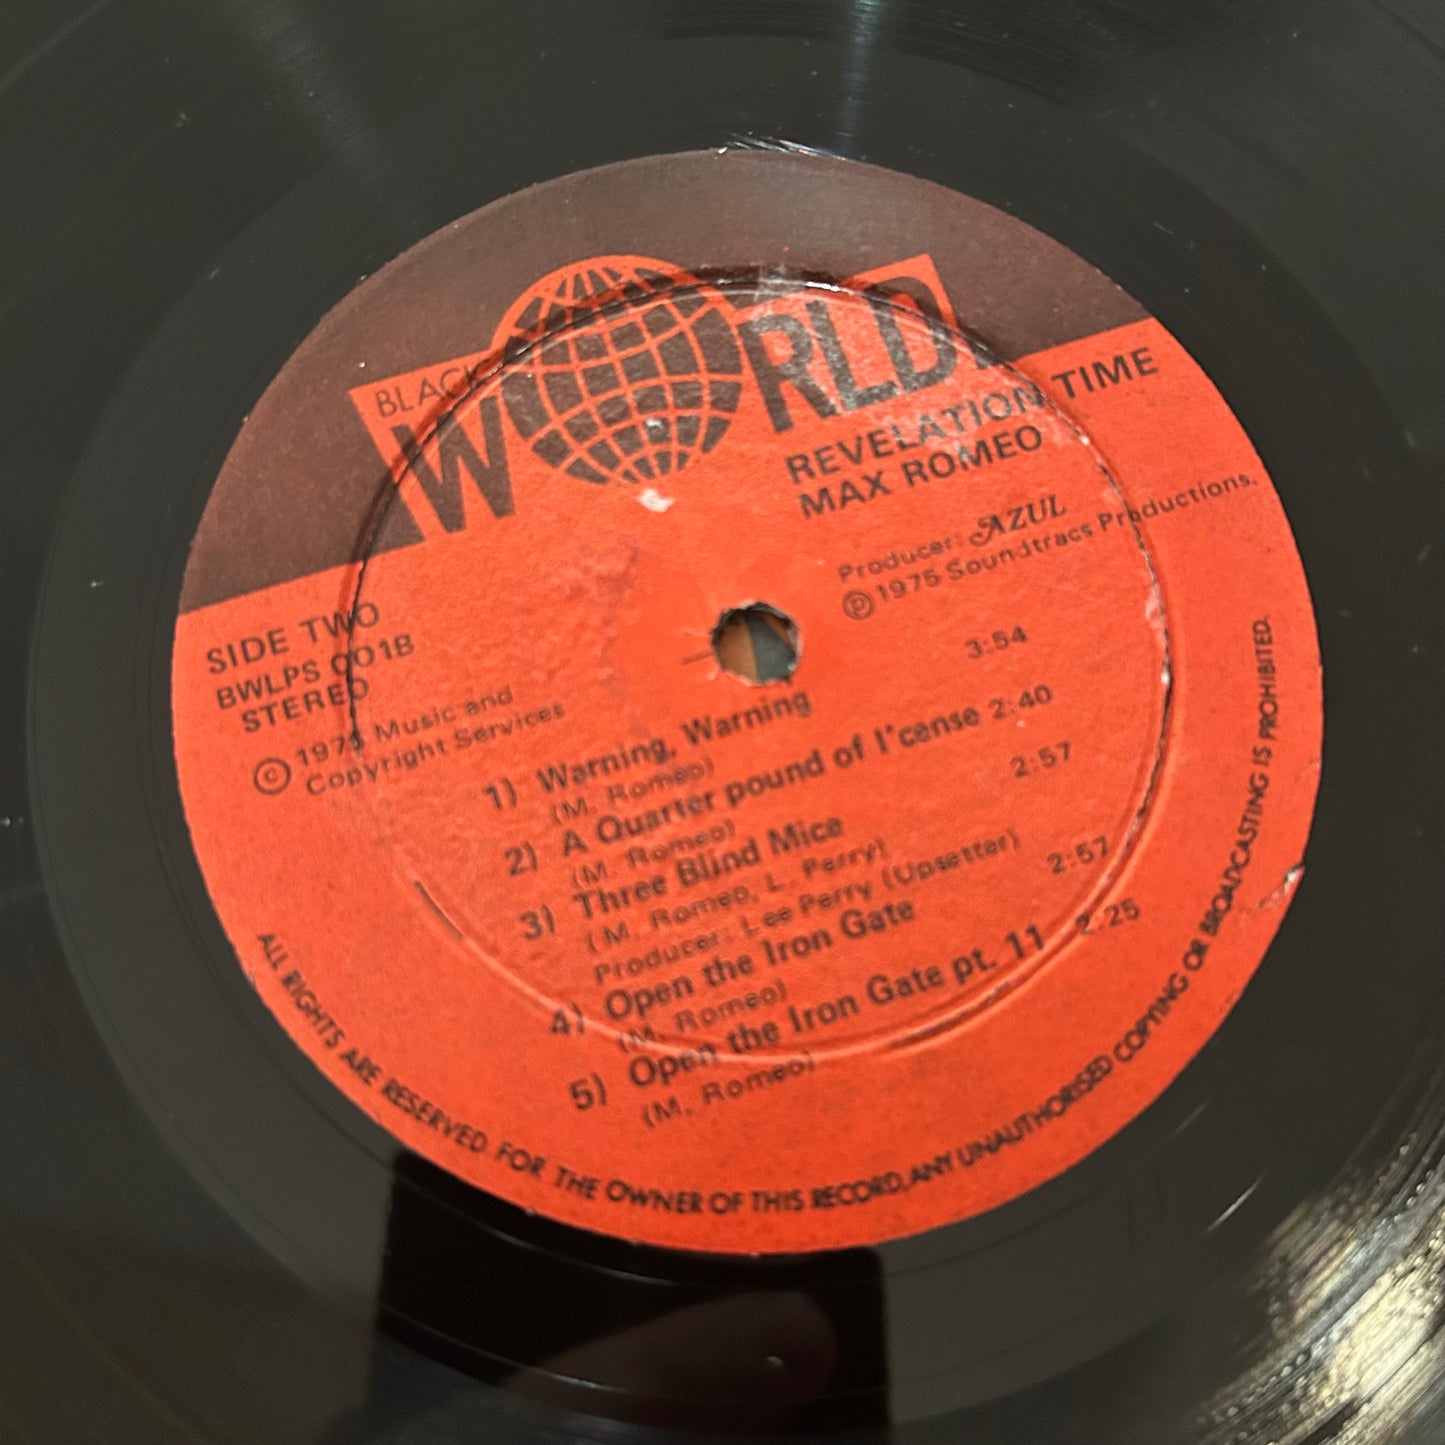 BLACK
WORLD
REVELATION TIME
MAX ROMEO
Producer: AZUL
℗ 1975 Soundtracs Productions.
SIDE TWO
BWLPS 001B
STEREO
© 1975 Music and
Copyright Services
1) Warning, Warning 3:54
(M. Romeo)
2) A Quarter pound of I'cense 2:40
(M. Romeo)
3) Three Blind Mice 2:57
(M. Romeo, L. Perry)
Producer: Lee Perry (Upsetter)
4) Open the Iron Gate 2:57
(M. Romeo)
5) Open the Iron Gate pt. 11 2:25
(M. Romeo)
ALL RIGHTS ARE RESERVED FOR THE OWNER OF THIS RECORD, ANY UNAUTHORISED COPYING OR BROADCASTING IS PROHIBITED.